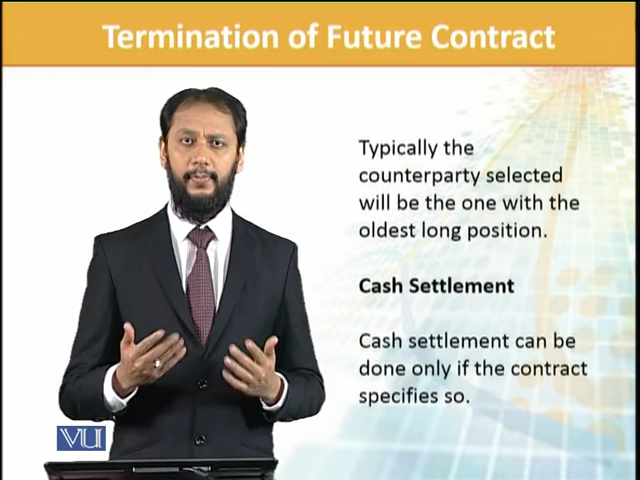 Termination of Future Contract
Typically the
counterparty selected
will be the one with the
oldest long position.
Cash Settlement
Cash settlement can be
done only if the contract
specifies so.
VU